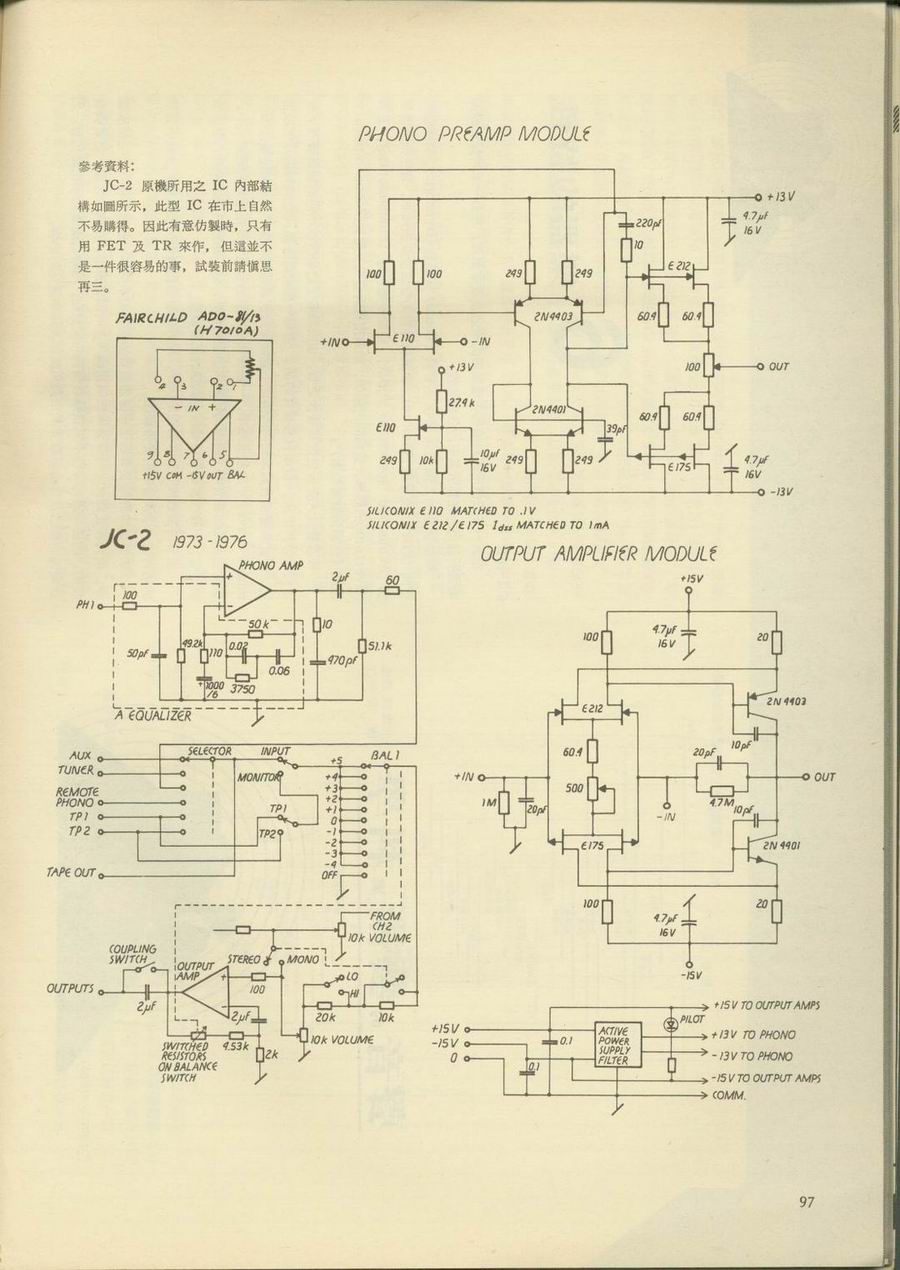 PHONO PREAMP MODULE
參考資料:
JC-2 原機所用之 IC 內部結
構如圖所示，此型 IC 在市上自然
不易購得。因此有意仿製時，只有
用 FET 及 TR 來作，但這並不
是一件很容易的事，試裝前請慎思
再三。
FAIRCHILD ADO-81/13
(H7010A)
4 3 2 1
- IN +
9 8 7 6 5
+15V COM -15V OUT BAL
+13V
4.7µf
16V
220pf
10
100
100
249
249
E212
2N4403
60.4
60.4
+IN
E110
-IN
100
OUT
+13V
27.4k
2N4401
60.4
60.4
E110
39pf
249
10k
10µf
16V
249
249
E175
4.7µf
16V
-13V
SILICONIX E110 MATCHED TO .1V
SILICONIX E212/E175 Idss MATCHED TO 1mA
JC-2 1973-1976
PHONO AMP
+
-
PH1
100
2µf
60
50k
10
50pf
49.2k
110
0.02
0.06
3750
+1000
/6
470pf
51.1k
A EQUALIZER
AUX
TUNER
REMOTE
PHONO
TP1
TP2
TAPE OUT
SELECTOR
INPUT
MONITOR
TP1
TP2
BAL1
+5
+4
+3
+2
+1
0
-1
-2
-3
-4
OFF
FROM
CH2
10k VOLUME
COUPLING
SWITCH
OUTPUT
AMP
STEREO
MONO
+
-
100
LO
HI
OUTPUTS
2µf
2µf
20k
10k
10k VOLUME
SWITCHED
RESISTORS
ON BALANCE
SWITCH
4.53k
2k
OUTPUT AMPLIFIER MODULE
+15V
100
4.7µf
16V
20
E212
2N4403
60.4
20pf
10pf
+IN
500
OUT
1M
20pf
-IN
4.7M
10pf
E175
2N4401
100
4.7µf
16V
20
-15V
+15V
-15V
0
0.1
0.1
ACTIVE
POWER
SUPPLY
FILTER
PILOT
+15V TO OUTPUT AMPS
+13V TO PHONO
-13V TO PHONO
-15V TO OUTPUT AMPS
COMM.
97